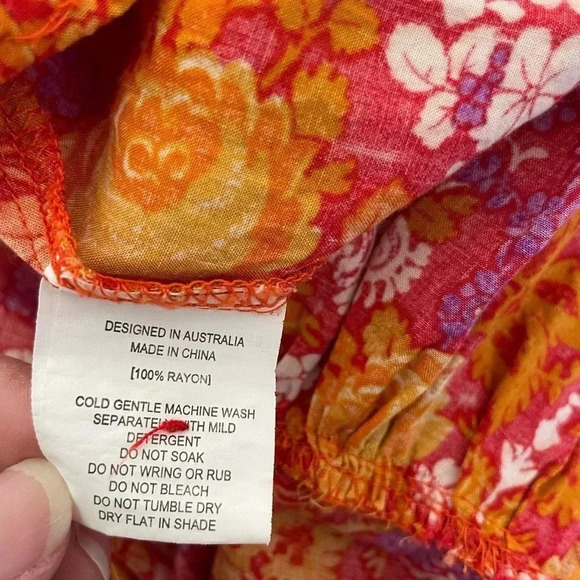 DESIGNED IN AUSTRALIA
MADE IN CHINA
[100% RAYON]
COLD GENTLE MACHINE WASH
SEPARATELY WITH MILD
DETERGENT
DO NOT SOAK
DO NOT WRING OR RUB
DO NOT BLEACH
DO NOT TUMBLE DRY
DRY FLAT IN SHADE